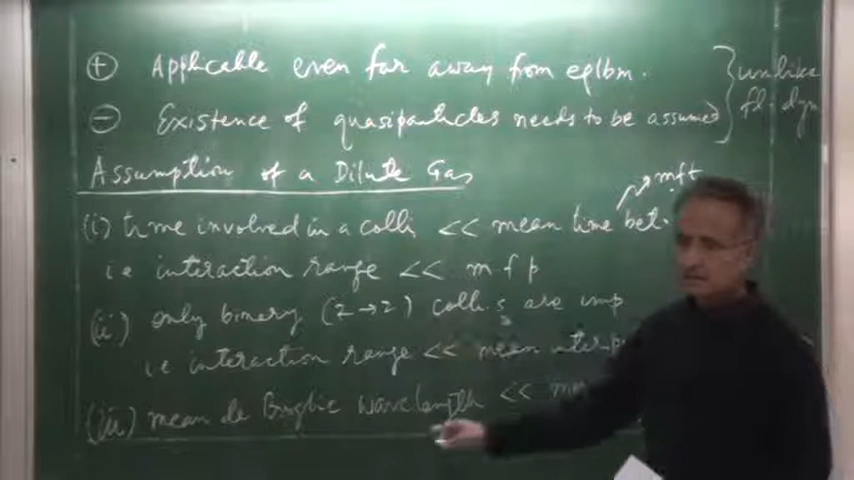 (+) Applicable even far away from eqlbm.
(-) Existence of quasiparticles needs to be assumed
unlike
fl. dyn
Assumption of a Dilute Gas
mft
(i) time involved in a colli. << mean time bet.
i e interaction range << m f p
(ii) only binary (2→2) colli.s are imp
i e interaction range << mean interp
(iii) mean de Broglie wavelength <<